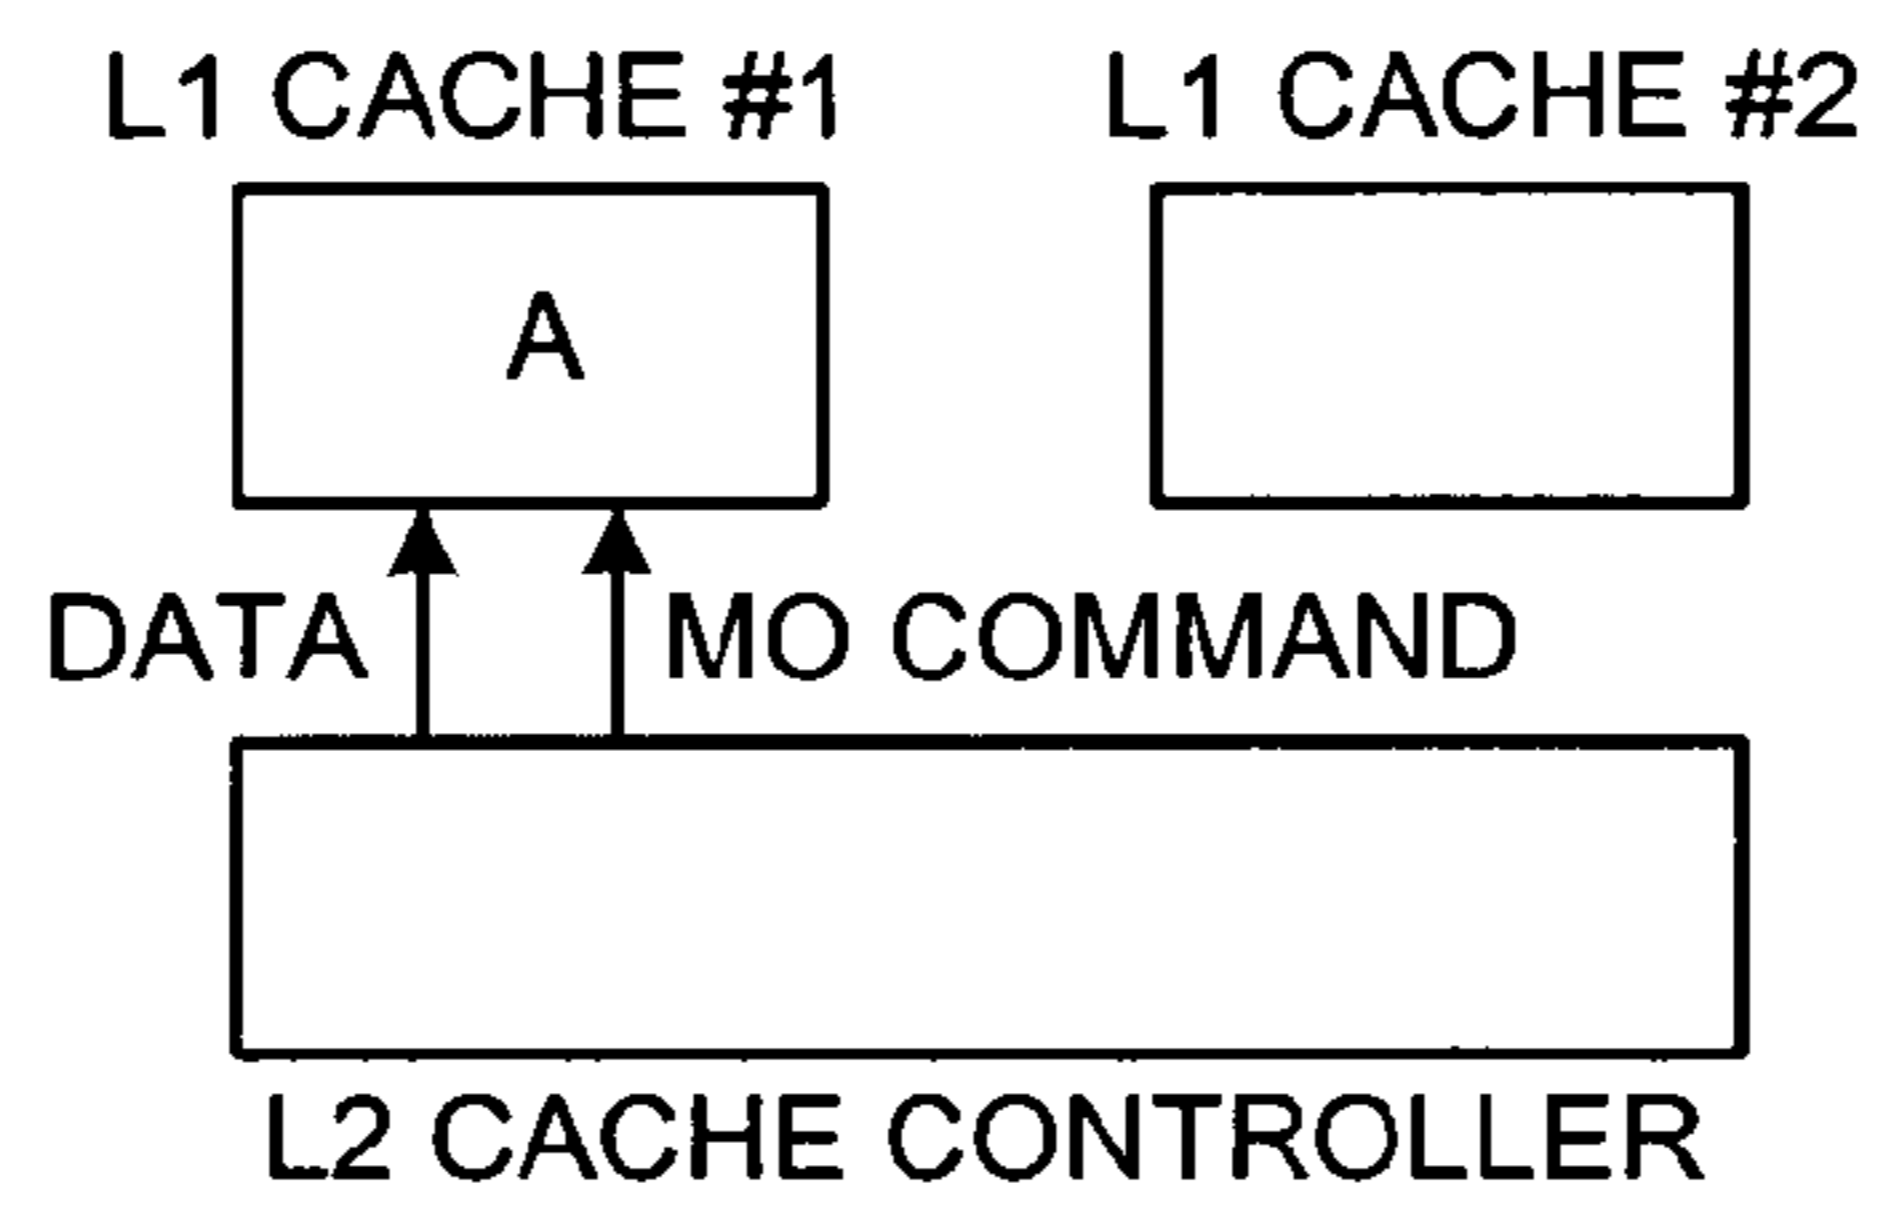 L1 CACHE #1
L1 CACHE #2
A
DATA
MO COMMAND
L2 CACHE CONTROLLER